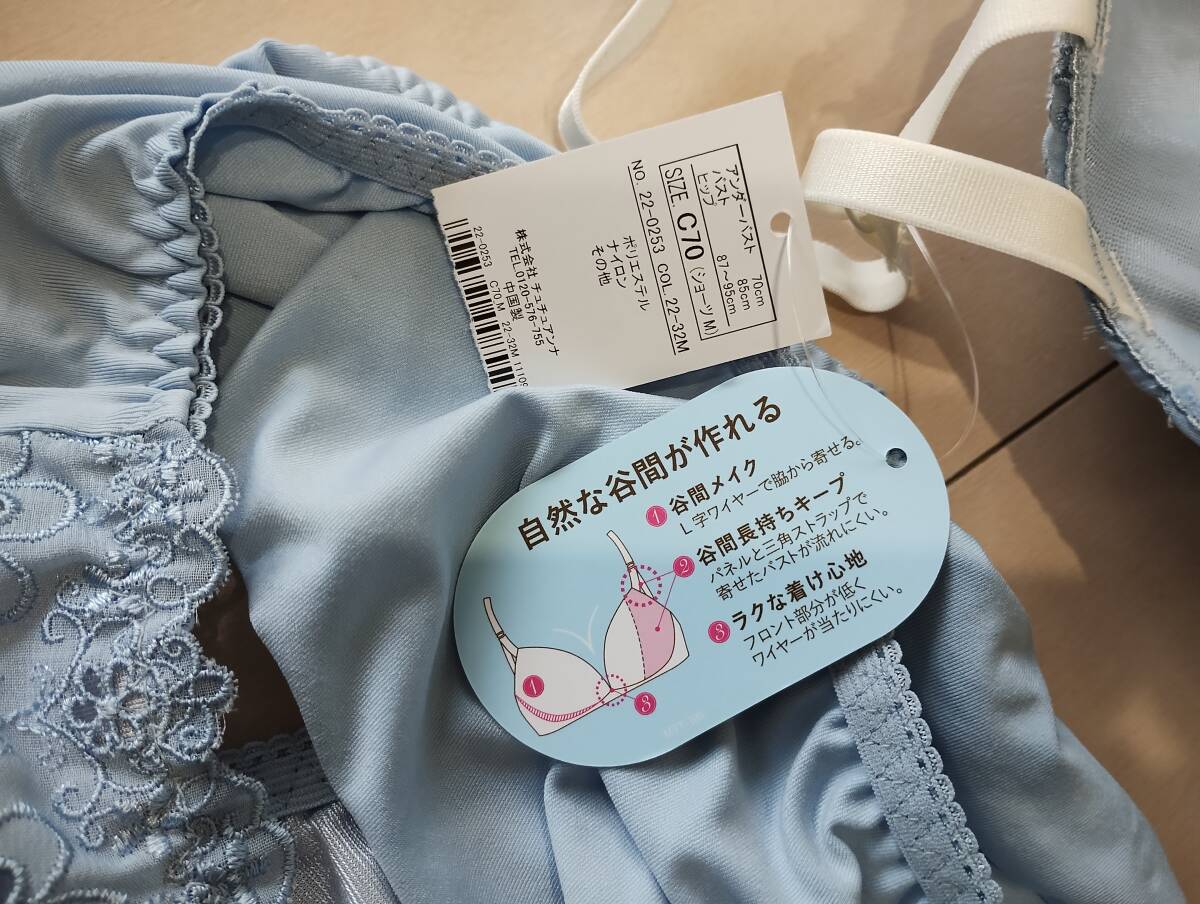 アンダーバスト 70cm
バスト 85cm
ヒップ 87～95cm
SIZE. C70 (ショーツM)
NO. 22-0253 COL. 22-32M
ポリエステル
ナイロン
その他
株式会社 チュチュアンナ
TEL.0120-576-755
中国製
22-0253 C70.M 22-32M
自然な谷間が作れる
1 谷間メイク
L字ワイヤーで脇から寄せる。
2 谷間長持ちキープ
パネルと三角ストラップで
寄せたバストが流れにくい。
3 ラクな着け心地
フロント部分が低く
ワイヤーが当たりにくい。
1
3